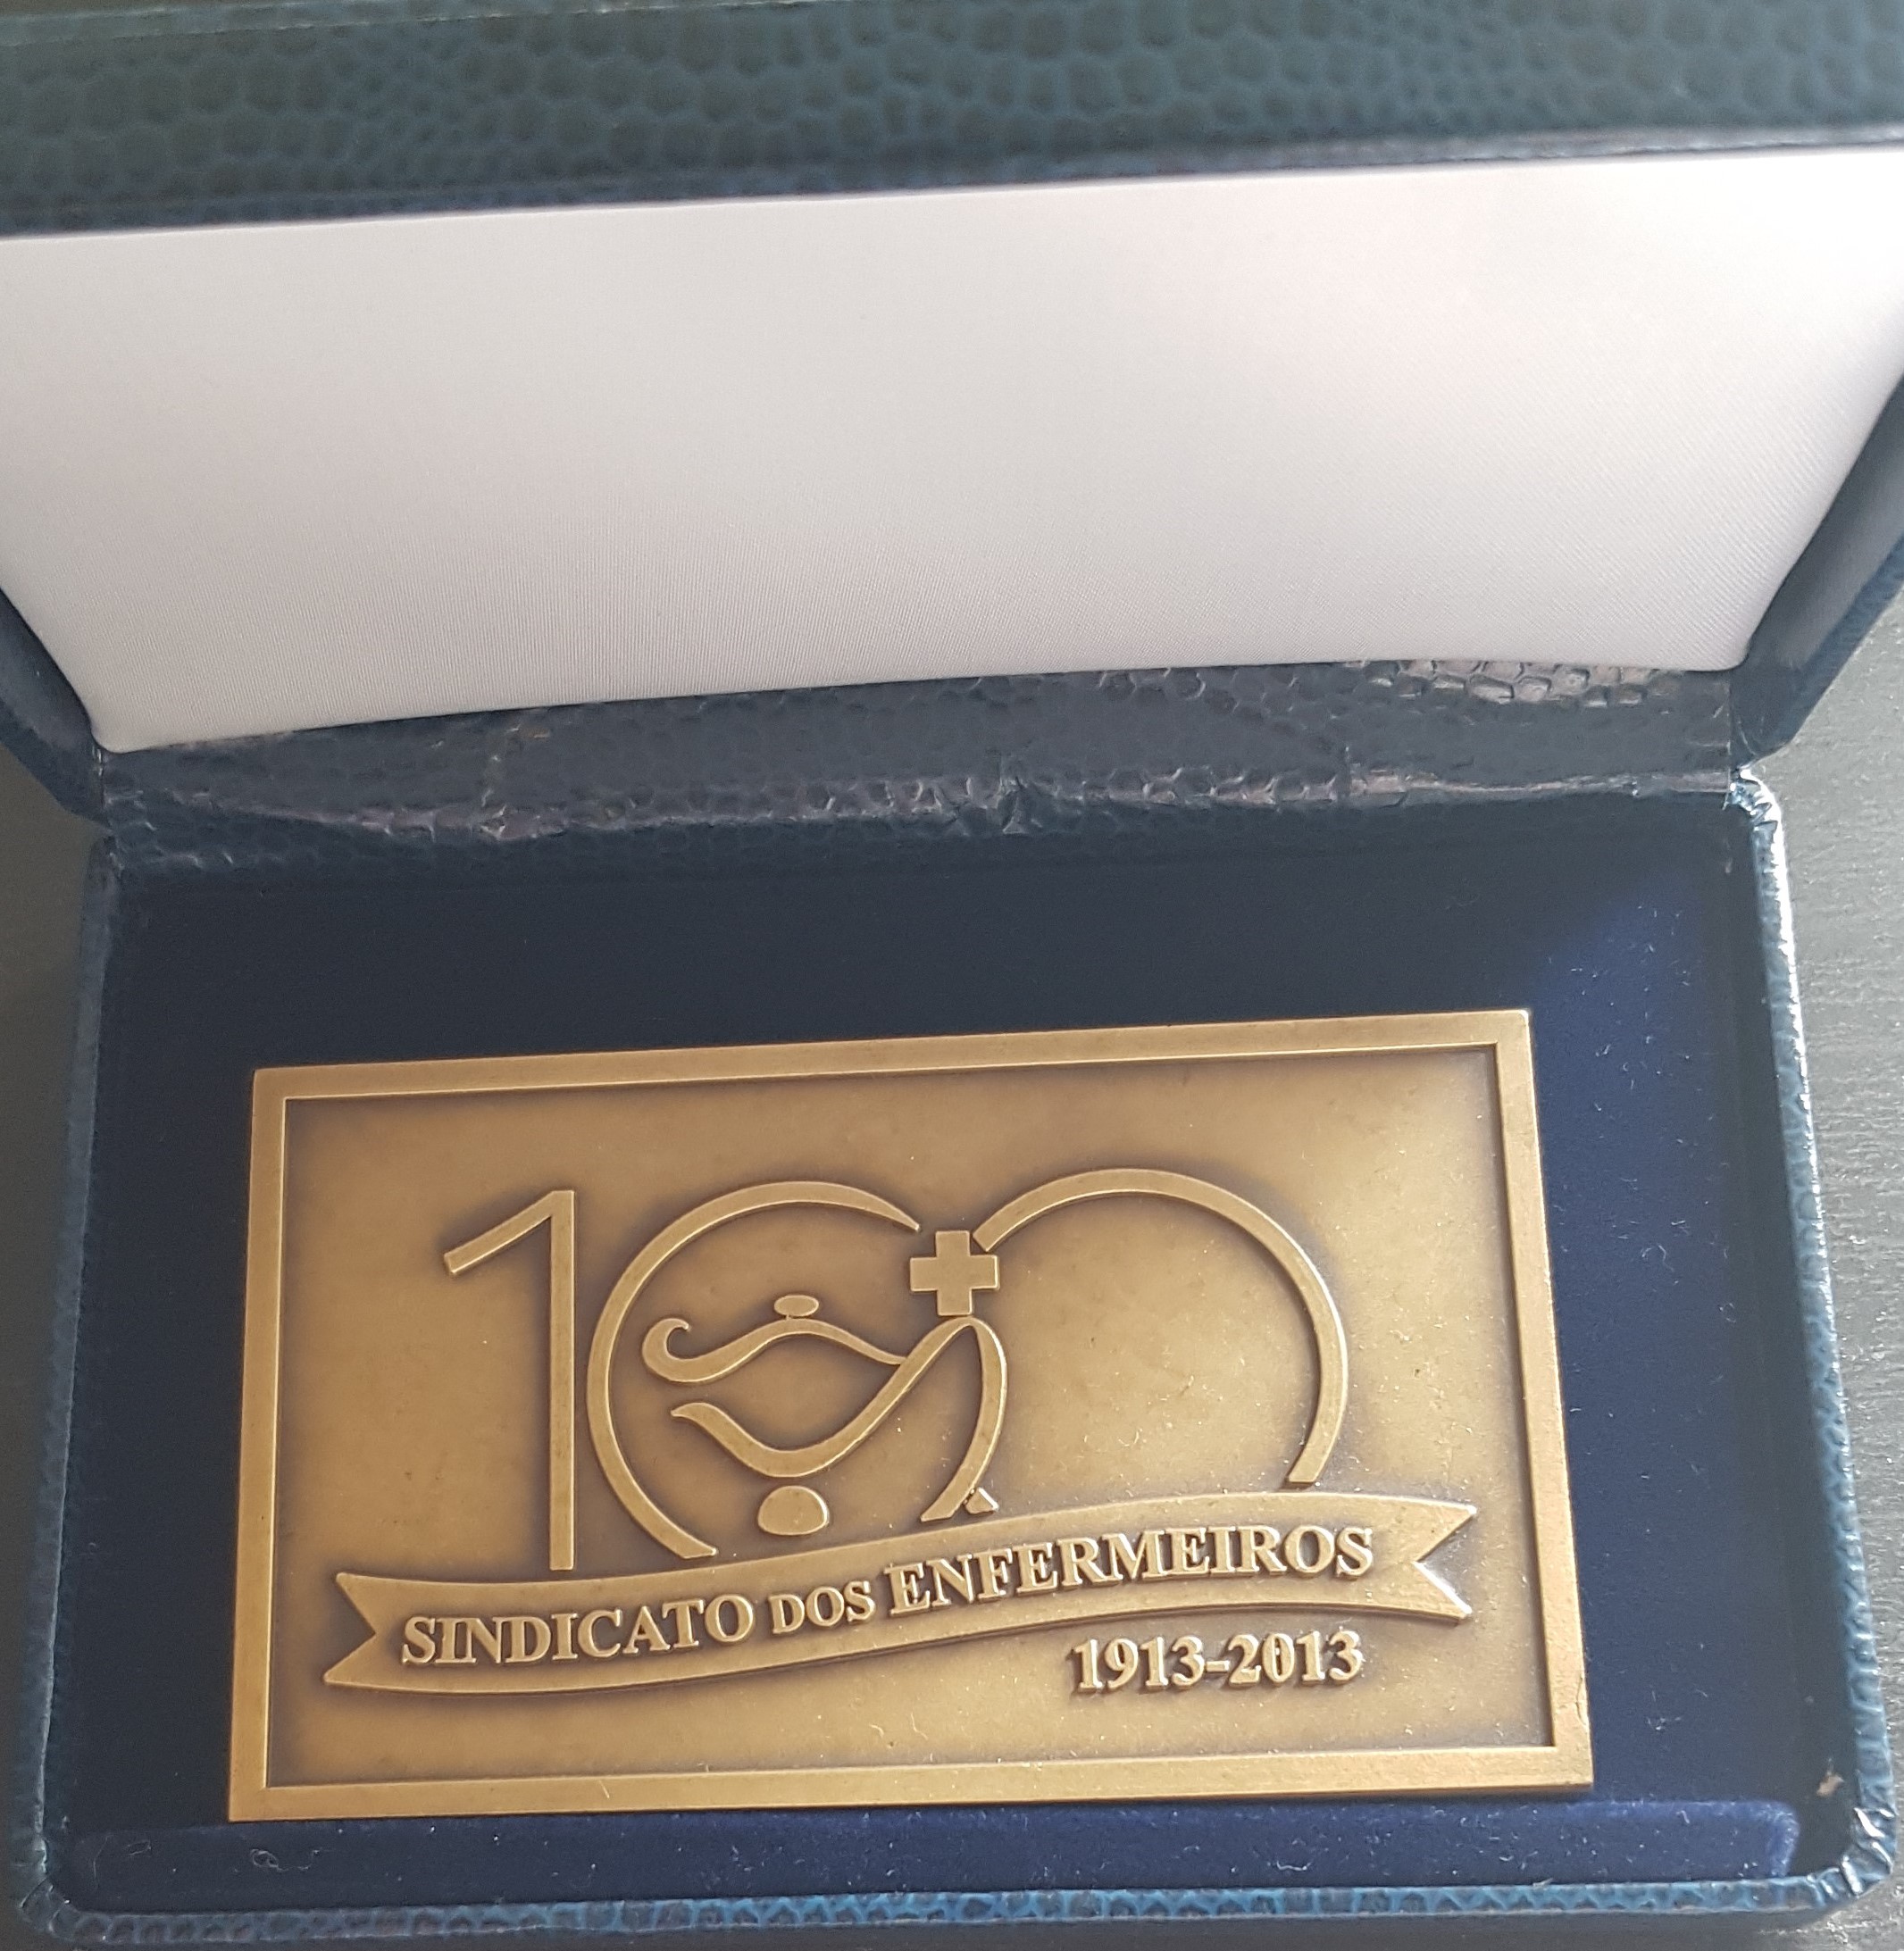 100
SINDICATO DOS ENFERMEIROS
1913-2013